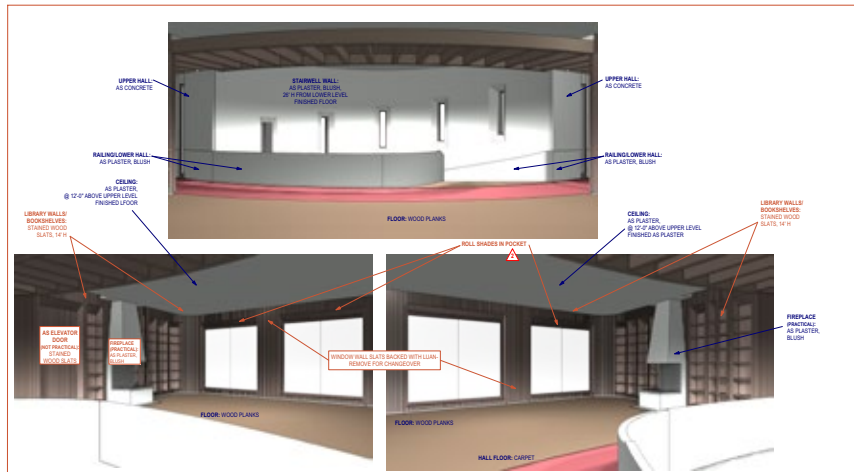 UPPER HALL:
AS CONCRETE
STAIRWELL WALL:
AS PLASTER, BLUSH,
26' H FROM LOWER LEVEL
FINISHED FLOOR
UPPER HALL:
AS CONCRETE
RAILING/LOWER HALL:
AS PLASTER, BLUSH
RAILING/LOWER HALL:
AS PLASTER, BLUSH
CEILING:
AS PLASTER,
@ 12'-0" ABOVE UPPER LEVEL
FINISHED LFOOR
LIBRARY WALLS/
BOOKSHELVES:
STAINED WOOD
SLATS, 14' H
FLOOR: WOOD PLANKS
CEILING:
AS PLASTER,
@ 12'-0" ABOVE UPPER LEVEL
FINISHED AS PLASTER
LIBRARY WALLS/
BOOKSHELVES:
STAINED WOOD
SLATS, 14' H
ROLL SHADES IN POCKET
2
AS ELEVATOR
DOOR
(NOT PRACTICAL):
STAINED
WOOD SLATS
FIREPLACE
(PRACTICAL):
AS PLASTER,
BLUSH
WINDOW WALL SLATS BACKED WITH LUAN-
REMOVE FOR CHANGEOVER
FIREPLACE
(PRACTICAL):
AS PLASTER,
BLUSH
FLOOR: WOOD PLANKS
FLOOR: WOOD PLANKS
HALL FLOOR: CARPET